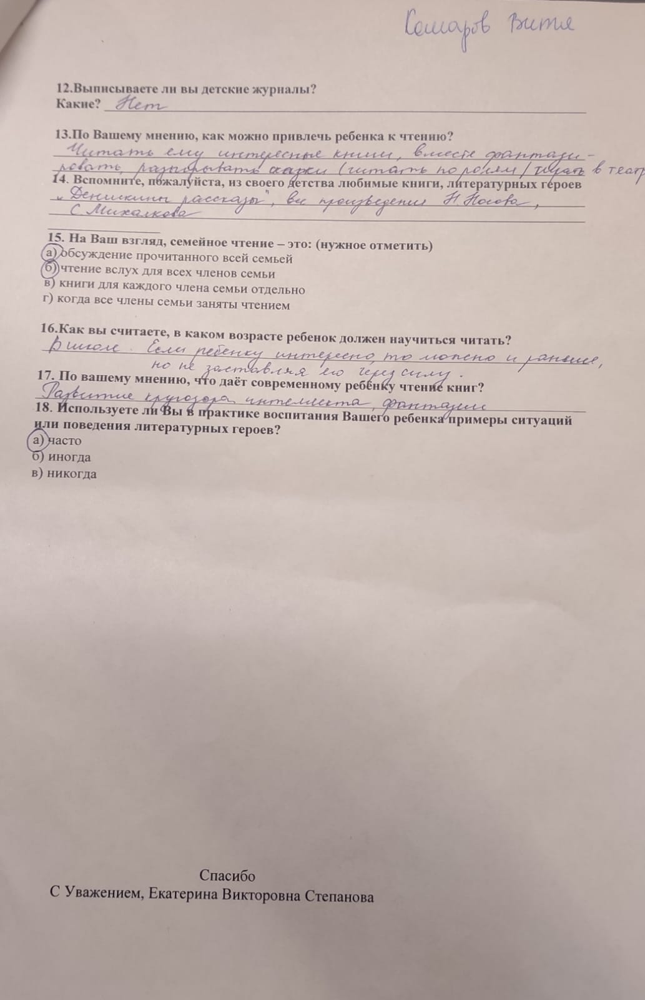 Комаров Витя
12.Выписываете ли вы детские журналы?
Какие? Нет
13.По Вашему мнению, как можно привлечь ребенка к чтению?
Читать ему интересные книги, вместе фантази-
ровать, разыгрывать сказки (читать по ролям / играть в театр
14. Вспомните, пожалуйста, из своего детства любимые книги, литературных героев
„Денискины рассказы", все произведения Н. Носова,
С. Михалкова
15. На Ваш взгляд, семейное чтение – это: (нужное отметить)
а) обсуждение прочитанного всей семьей
б) чтение вслух для всех членов семьи
в) книги для каждого члена семьи отдельно
г) когда все члены семьи заняты чтением
16.Как вы считаете, в каком возрасте ребенок должен научиться читать?
В школе. Если ребенку интересно, то можно и раньше,
но не заставляя его через силу.
17. По вашему мнению, что даёт современному ребёнку чтение книг?
Развитие кругозора, интеллекта, фантазии
18. Используете ли Вы в практике воспитания Вашего ребенка примеры ситуаций
или поведения литературных героев?
а) часто
б) иногда
в) никогда
Спасибо
С Уважением, Екатерина Викторовна Степанова